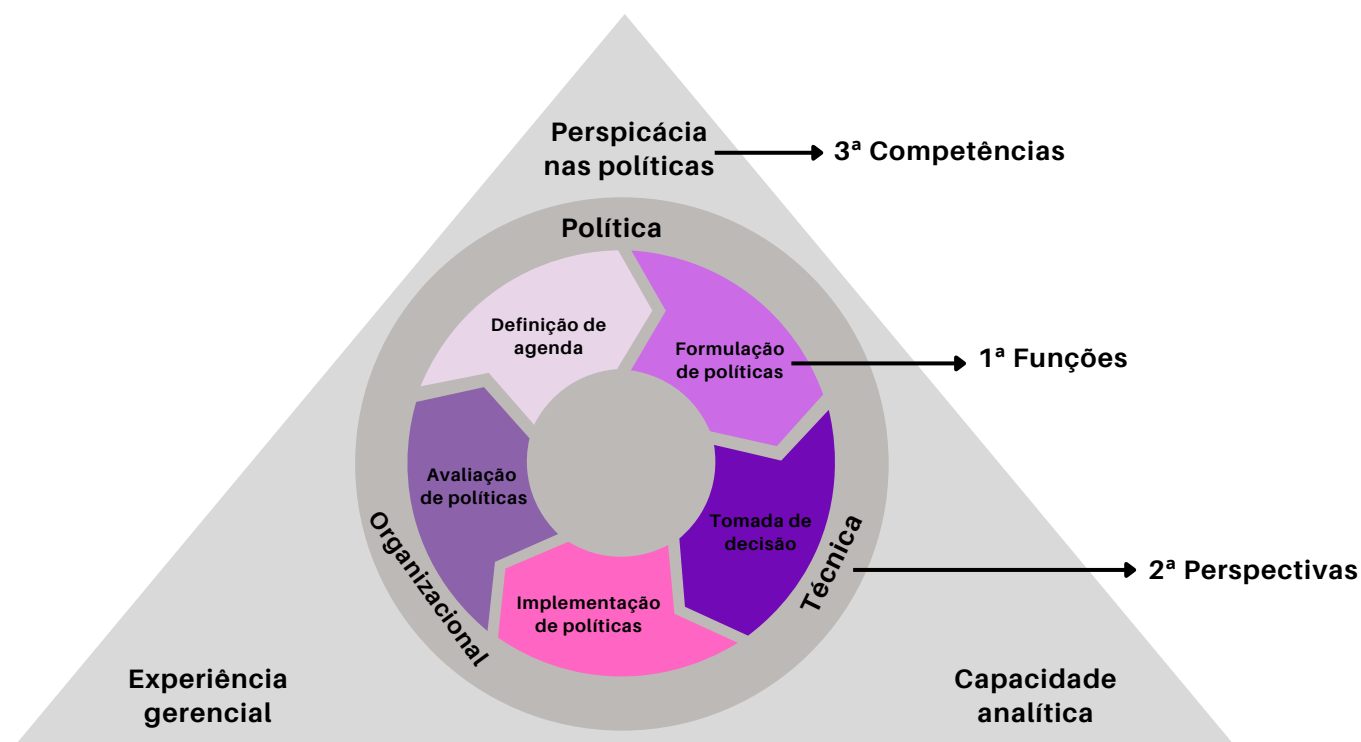 Perspicácia
nas políticas
3ª Competências
Política
Definição de
agenda
Formulação
de políticas
1ª Funções
Avaliação
de políticas
Tomada de
decisão
Organizacional
Técnica
2ª Perspectivas
Implementação
de políticas
Experiência
gerencial
Capacidade
analítica